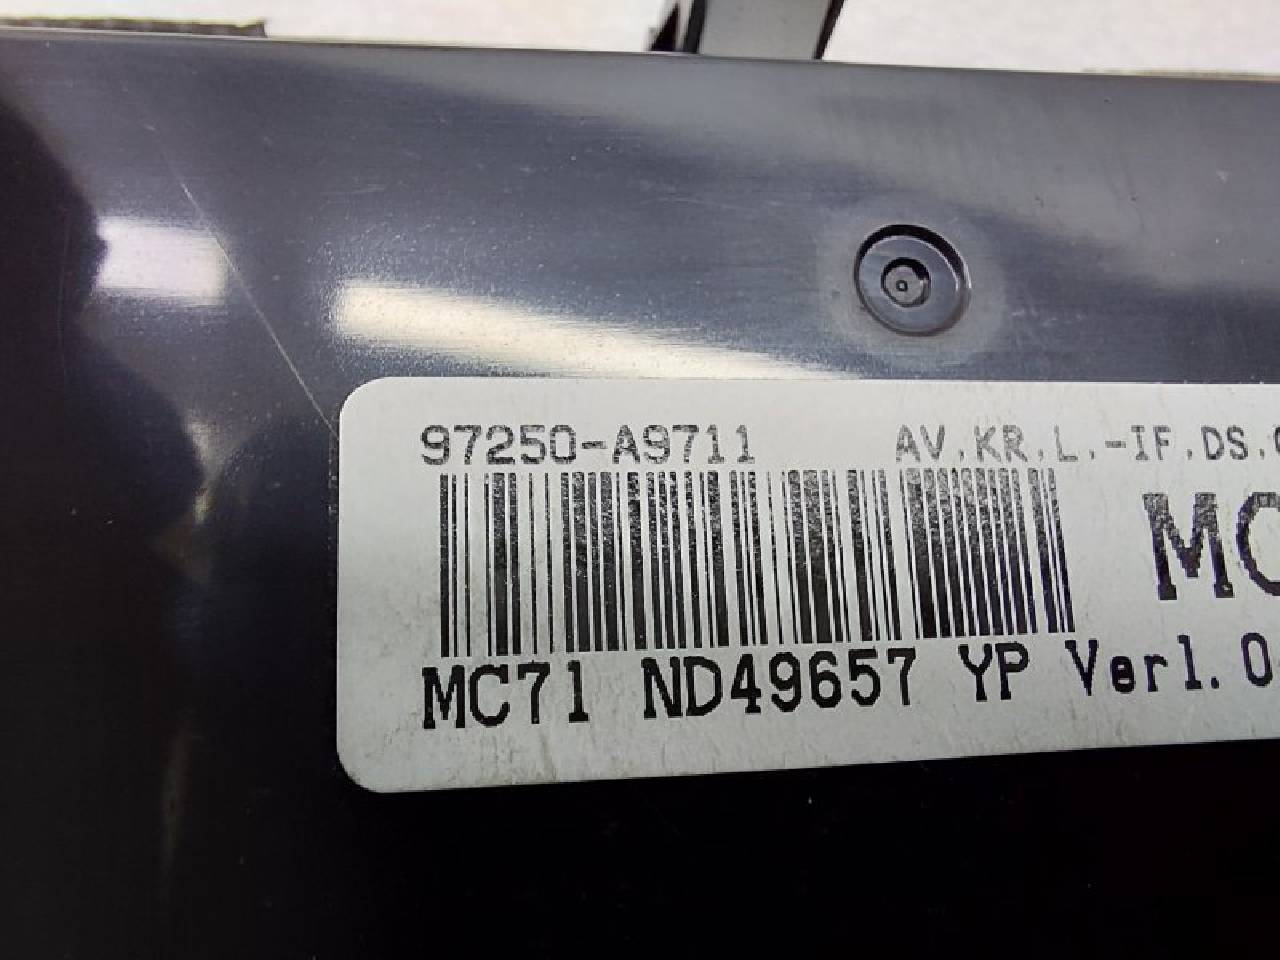 97250-A9711 AV.KR.L.-IF.DS.
MC
MC71 ND49657 YP Ver1.0